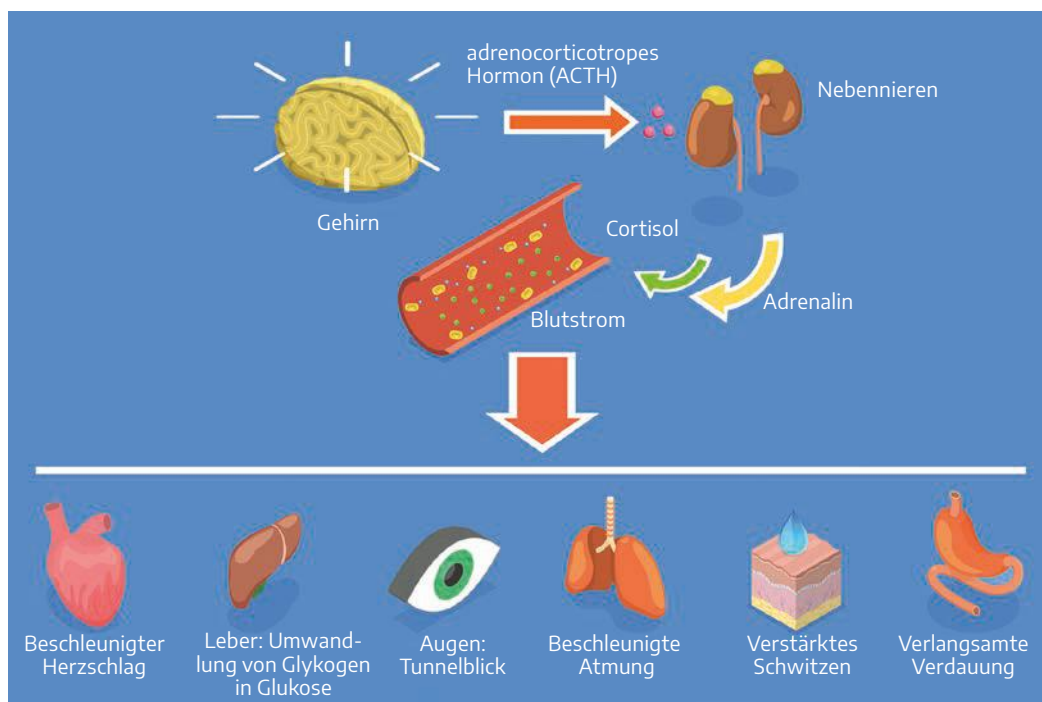 adrenocorticotropes
Hormon (ACTH)
Nebennieren
Gehirn
Cortisol
Adrenalin
Blutstrom
Beschleunigter
Herzschlag
Leber: Umwand-
lung von Glykogen
in Glukose
Augen:
Tunnelblick
Beschleunigte
Atmung
Verstärktes
Schwitzen
Verlangsamte
Verdauung